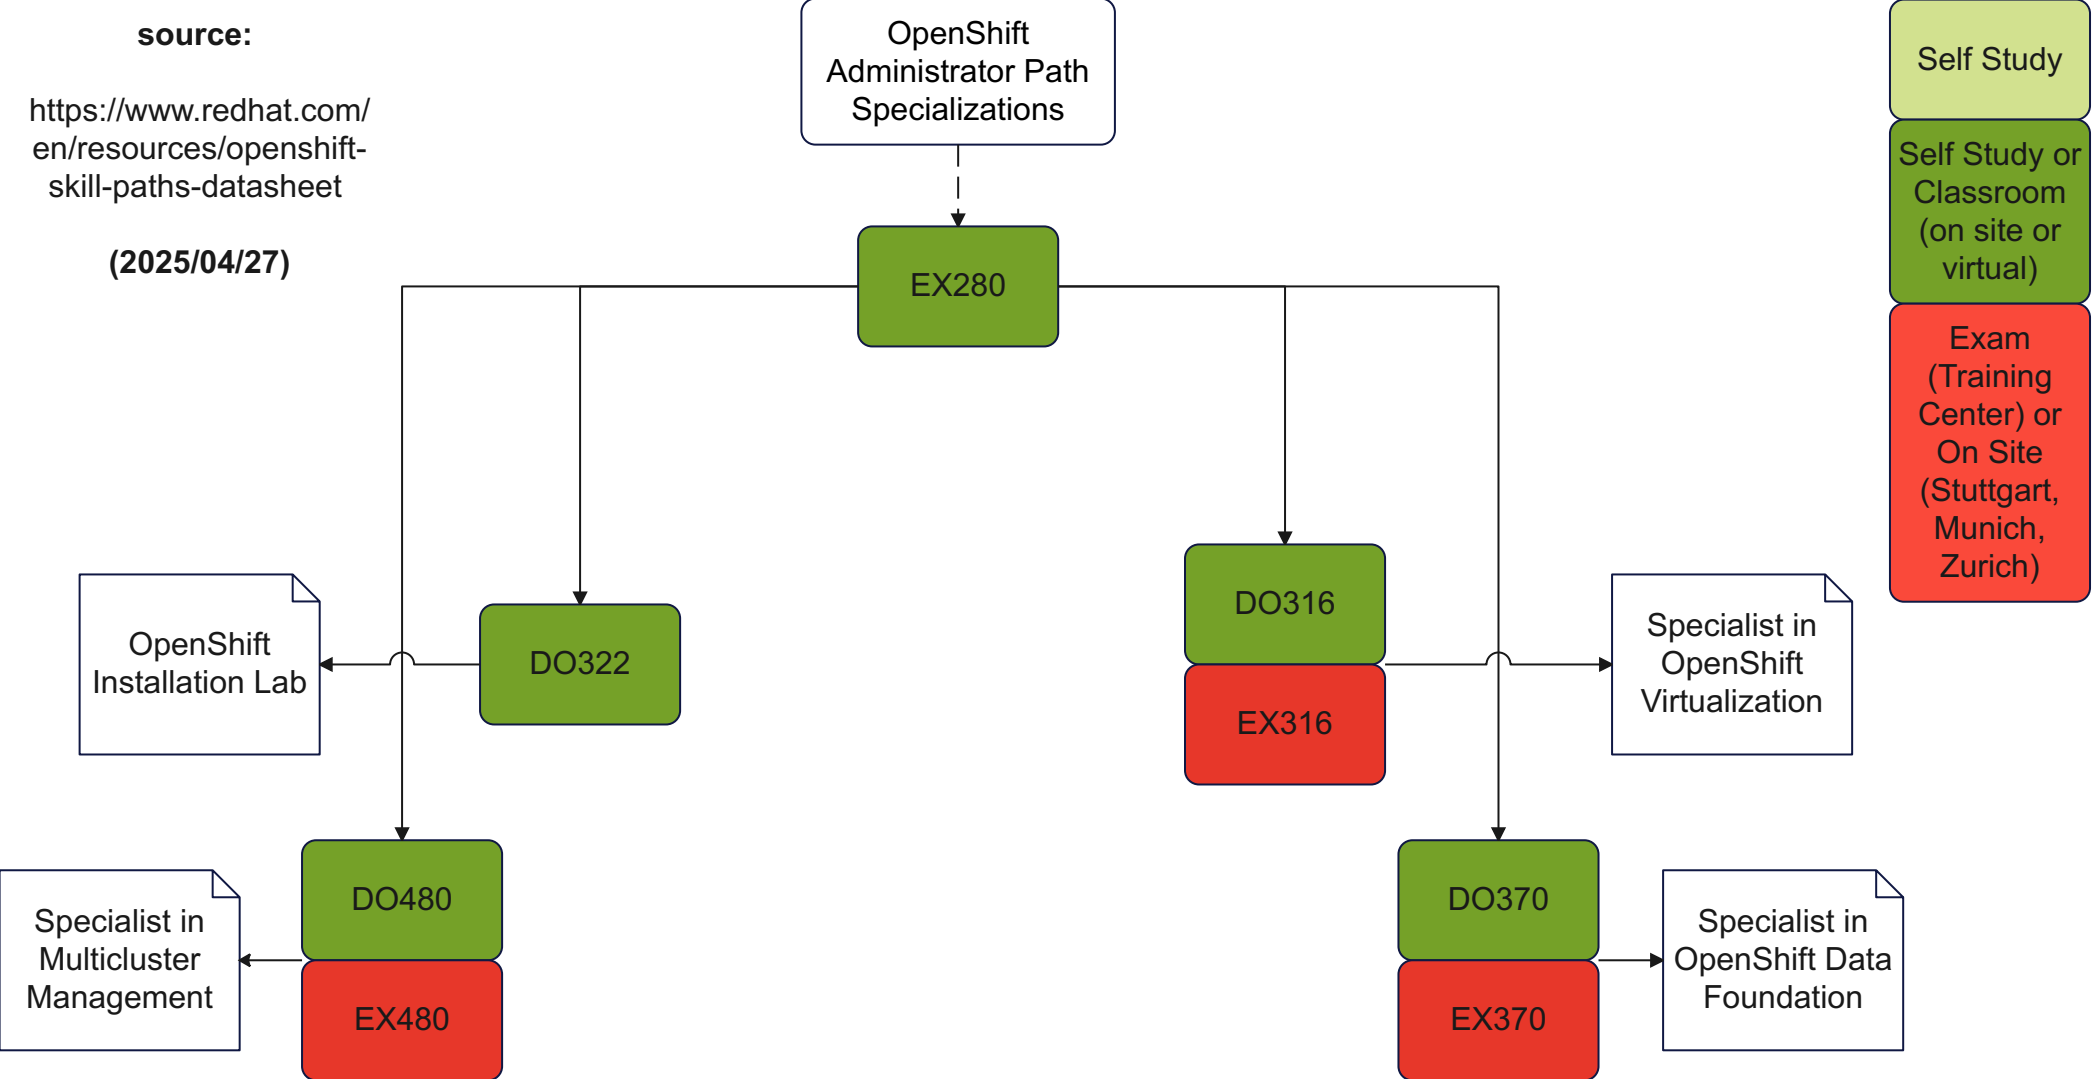 source:
https://www.redhat.com/
en/resources/openshift-
skill-paths-datasheet
(2025/04/27)
OpenShift
Administrator Path
Specializations
EX280
Self Study
Self Study or
Classroom
(on site or
virtual)
Exam
(Training
Center) or
On Site
(Stuttgart,
Munich,
Zurich)
OpenShift
Installation Lab
DO322
DO316
EX316
Specialist in
OpenShift
Virtualization
Specialist in
Multicluster
Management
DO480
EX480
DO370
EX370
Specialist in
OpenShift Data
Foundation